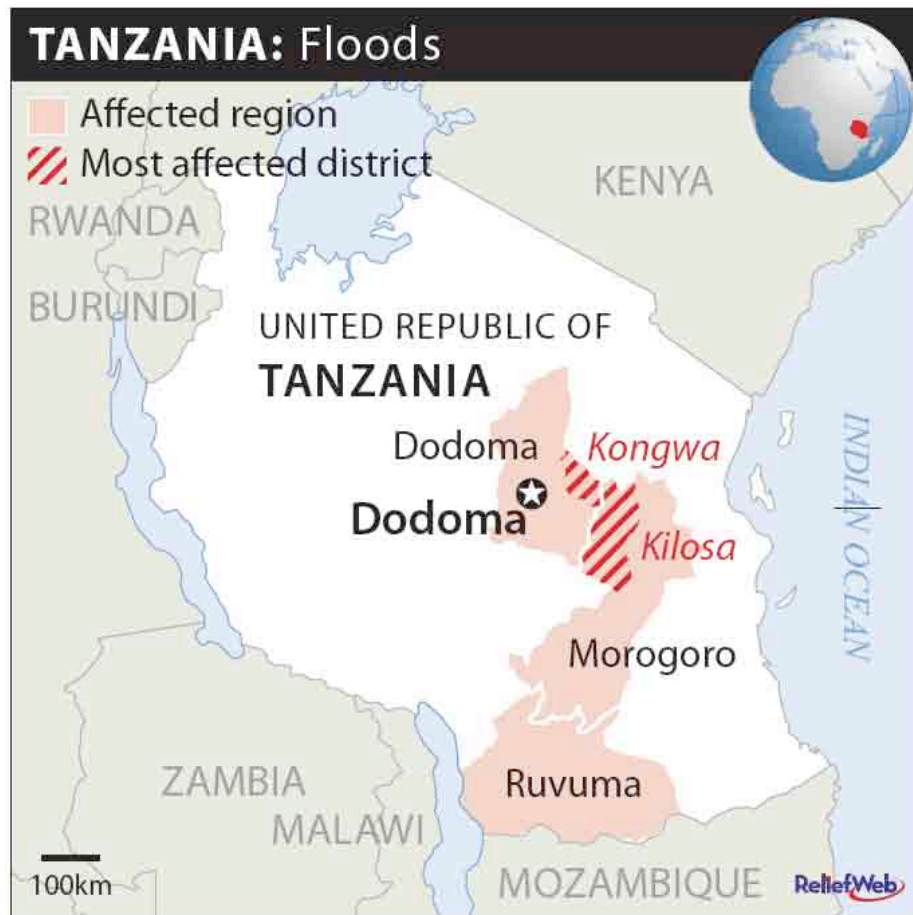 TANZANIA: Floods
Affected region
Most affected district
KENYA
RWANDA
BURUNDI
UNITED REPUBLIC OF
TANZANIA
Dodoma
Kongwa
Dodoma
Kilosa
INDIAN OCEAN
Morogoro
Ruvuma
ZAMBIA
MALAWI
MOZAMBIQUE
100km
ReliefWeb